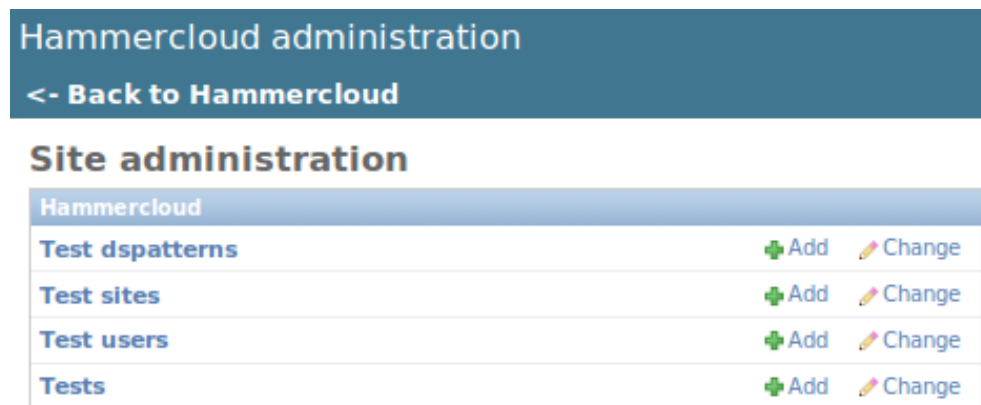 Hammercloud administration
<- Back to Hammercloud
Site administration
Hammercloud
Test dspatterns Add Change
Test sites Add Change
Test users Add Change
Tests Add Change